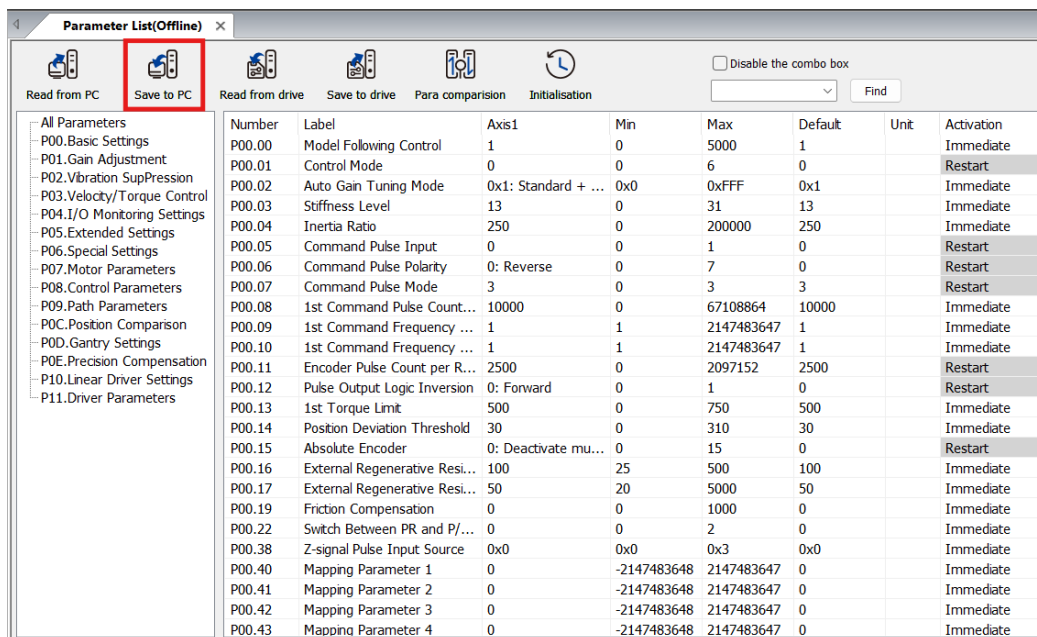 Parameter List(Offline) ×
Read from PC Save to PC Read from drive Save to drive Para comparision Initialisation
Disable the combo box
Find
All Parameters
P00.Basic Settings
P01.Gain Adjustment
P02.Vibration SupPression
P03.Velocity/Torque Control
P04.I/O Monitoring Settings
P05.Extended Settings
P06.Special Settings
P07.Motor Parameters
P08.Control Parameters
P09.Path Parameters
P0C.Position Comparison
P0D.Gantry Settings
P0E.Precision Compensation
P10.Linear Driver Settings
P11.Driver Parameters
Number Label Axis1 Min Max Default Unit Activation
P00.00 Model Following Control 1 0 5000 1 Immediate
P00.01 Control Mode 0 0 6 0 Restart
P00.02 Auto Gain Tuning Mode 0x1: Standard + ... 0x0 0xFFF 0x1 Immediate
P00.03 Stiffness Level 13 0 31 13 Immediate
P00.04 Inertia Ratio 250 0 200000 250 Immediate
P00.05 Command Pulse Input 0 0 1 0 Restart
P00.06 Command Pulse Polarity 0: Reverse 0 7 0 Restart
P00.07 Command Pulse Mode 3 0 3 3 Restart
P00.08 1st Command Pulse Count... 10000 0 67108864 10000 Immediate
P00.09 1st Command Frequency ... 1 1 2147483647 1 Immediate
P00.10 1st Command Frequency ... 1 1 2147483647 1 Immediate
P00.11 Encoder Pulse Count per R... 2500 0 2097152 2500 Restart
P00.12 Pulse Output Logic Inversion 0: Forward 0 1 0 Restart
P00.13 1st Torque Limit 500 0 750 500 Immediate
P00.14 Position Deviation Threshold 30 0 310 30 Immediate
P00.15 Absolute Encoder 0: Deactivate mu... 0 15 0 Restart
P00.16 External Regenerative Resi... 100 25 500 100 Immediate
P00.17 External Regenerative Resi... 50 20 5000 50 Immediate
P00.19 Friction Compensation 0 0 1000 0 Immediate
P00.22 Switch Between PR and P/... 0 0 2 0 Immediate
P00.38 Z-signal Pulse Input Source 0x0 0x0 0x3 0x0 Immediate
P00.40 Mapping Parameter 1 0 -2147483648 2147483647 0 Immediate
P00.41 Mapping Parameter 2 0 -2147483648 2147483647 0 Immediate
P00.42 Mapping Parameter 3 0 -2147483648 2147483647 0 Immediate
P00.43 Mapping Parameter 4 0 -2147483648 2147483647 0 Immediate